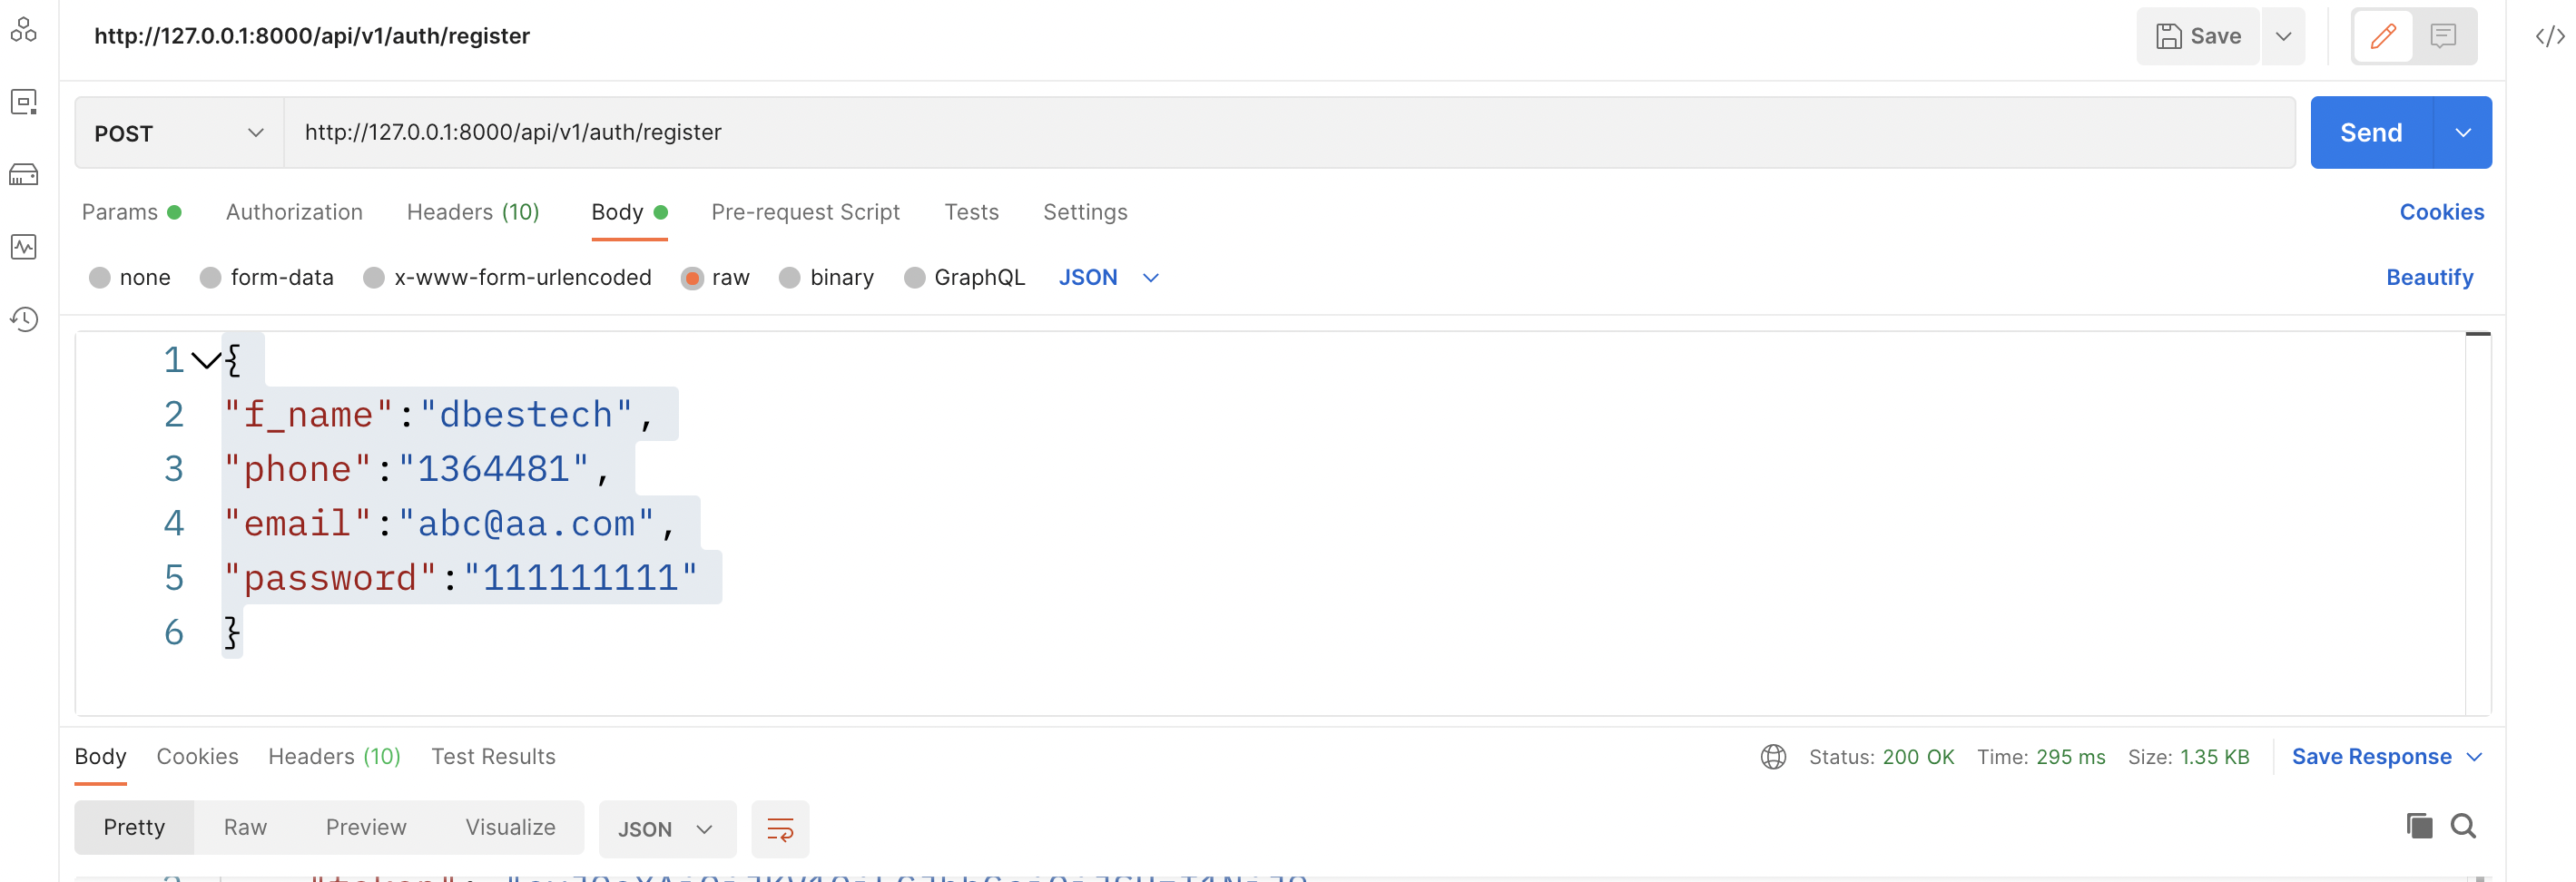 http://127.0.0.1:8000/api/v1/auth/register
Save
POST
http://127.0.0.1:8000/api/v1/auth/register
Send
Params Authorization Headers (10) Body Pre-request Script Tests Settings Cookies
none form-data x-www-form-urlencoded raw binary GraphQL JSON Beautify
1 {
2 "f_name":"dbestech",
3 "phone":"1364481",
4 "email":"abc@aa.com",
5 "password":"111111111"
6 }
Body Cookies Headers (10) Test Results Status: 200 OK Time: 295 ms Size: 1.35 KB Save Response
Pretty Raw Preview Visualize JSON